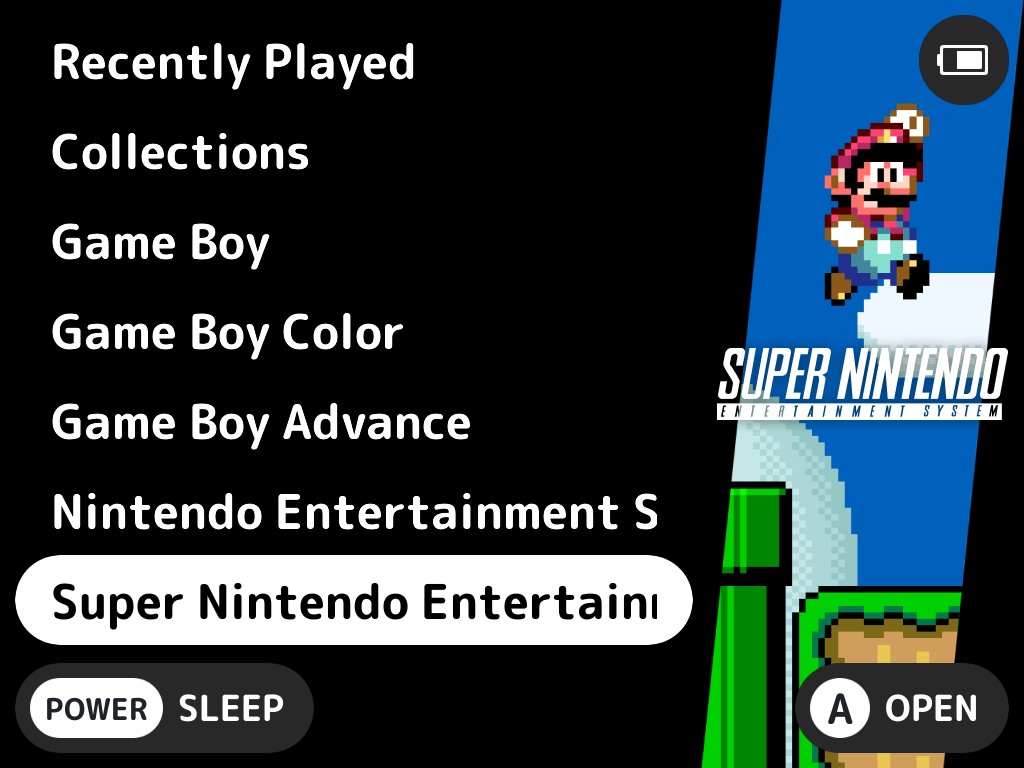 Recently Played
Collections
Game Boy
Game Boy Color
Game Boy Advance
Nintendo Entertainment S
Super Nintendo Entertain
SUPER NINTENDO
ENTERTAINMENT SYSTEM
POWER SLEEP
A OPEN